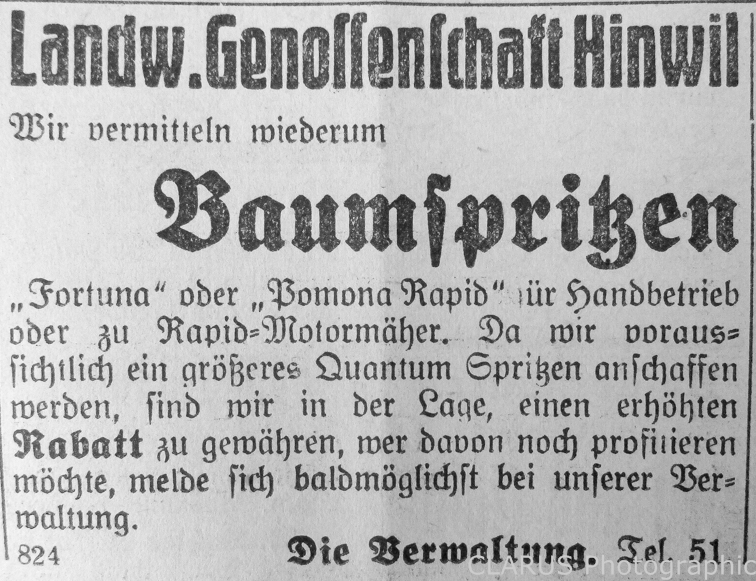 Landw. Genossenschaft Hinwil
Wir vermitteln wiederum
Baumspritzen
„Fortuna“ oder „Pomona Rapid“ für Handbetrieb
oder zu Rapid=Motormäher. Da wir voraus=
sichtlich ein größeres Quantum Spritzen anschaffen
werden, sind wir in der Lage, einen erhöhten
Rabatt zu gewähren, wer davon noch profitieren
möchte, melde sich baldmöglichst bei unserer Ver=
waltung.
824 Die Verwaltung. Tel. 51
CLARUS Photographic